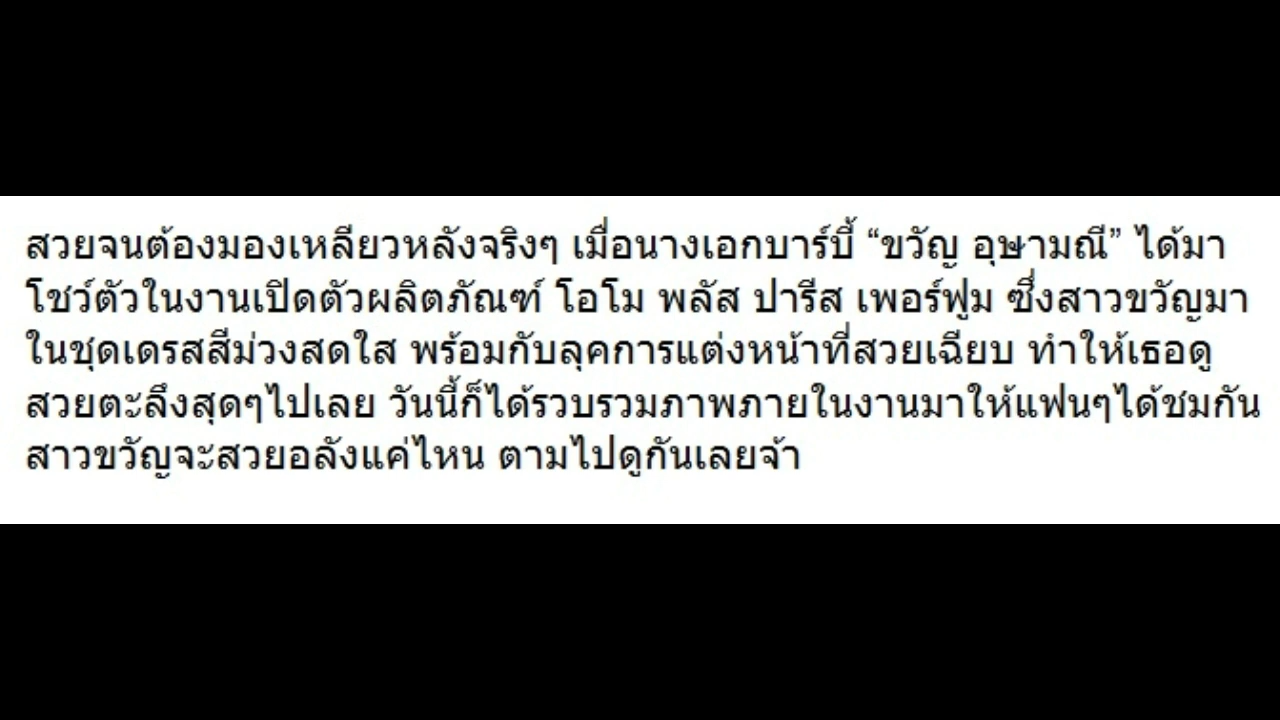 สวยจนต้องมองเหลียวหลังจริงๆ เมื่อนางเอกบาร์บี้ “ขวัญ อุษามณี” ได้มา
โชว์ตัวในงานเปิดตัวผลิตภัณฑ์ โอโม พลัส ปารีส เพอร์ฟูม ซึ่งสาวขวัญมา
ในชุดเดรสสีม่วงสดใส พร้อมกับลุคการแต่งหน้าที่สวยเฉียบ ทำให้เธอดู
สวยตะลึงสุดๆไปเลย วันนี้ก็ได้รวบรวมภาพภายในงานมาให้แฟนๆได้ชมกัน
สาวขวัญจะสวยอลังแค่ไหน ตามไปดูกันเลยจ้า